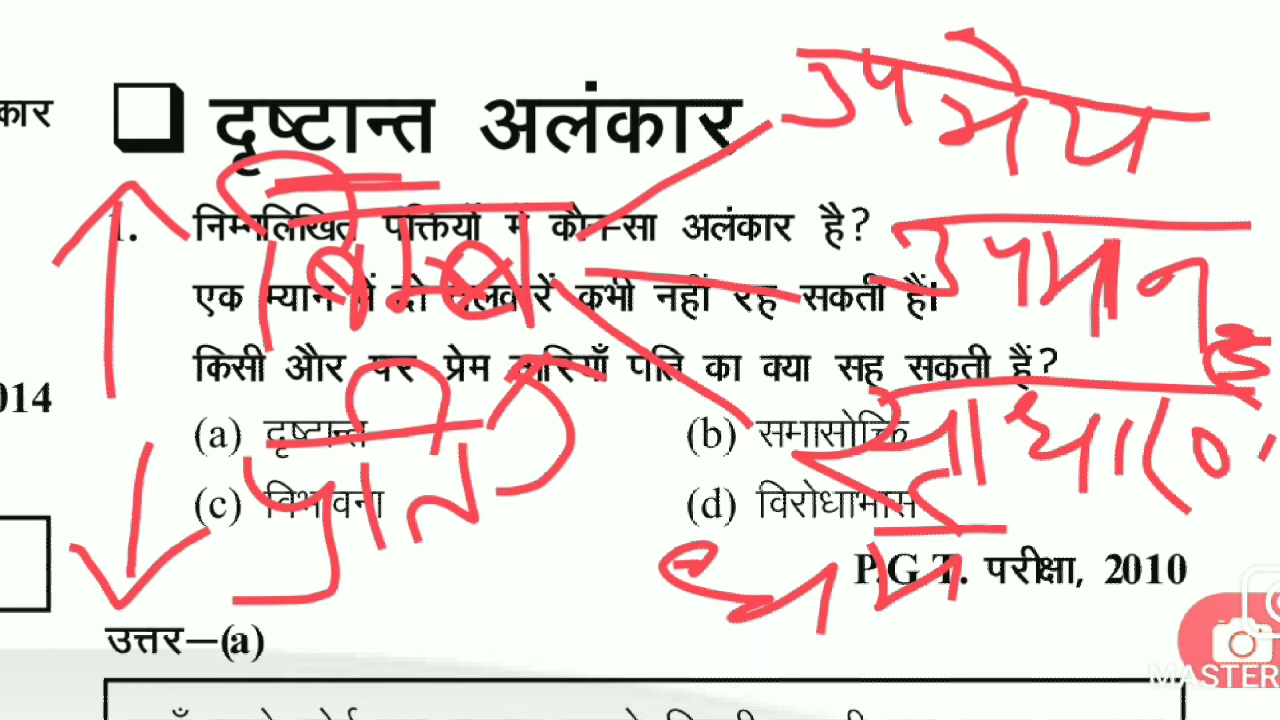 कार
दृष्टान्त अलंकार
उपमेय
1. निम्नलिखित पंक्तियों में कौन-सा अलंकार है?
बिम्ब
उपमान
एक म्यान में दो तलवारें कभी नहीं रह सकती हैं।
किसी और पर प्रेम नारियाँ पति का क्या सह सकती हैं?
014
(a) दृष्टान्त (b) समासोक्ति
साधारण
प्रति
(c) विभावना (d) विरोधाभास
धर्म
P.G.T. परीक्षा, 2010
उत्तर—(a)
MASTER